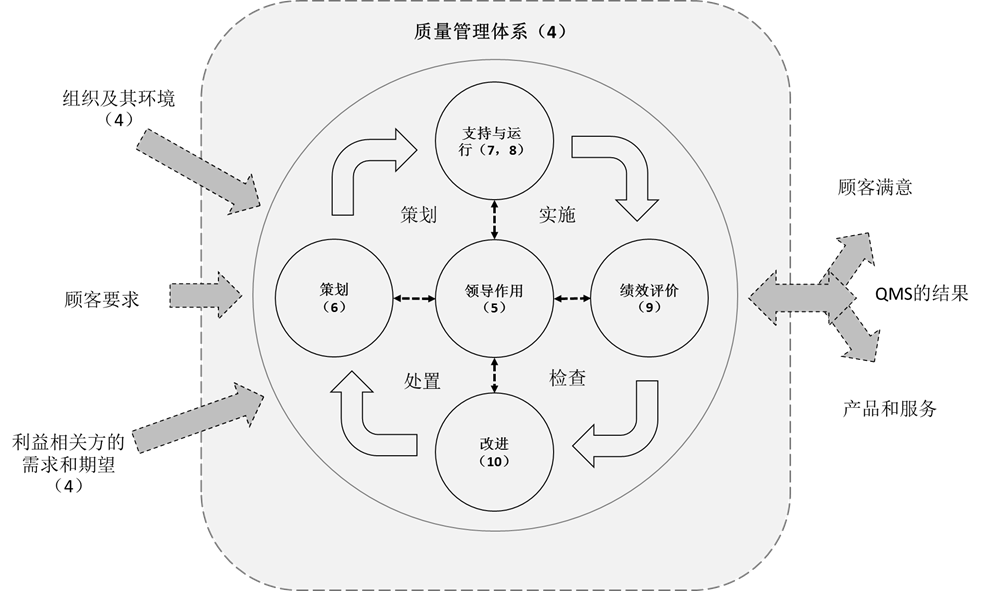 质量管理体系（4）
组织及其环境
（4）
支持与运
行（7，8）
顾客满意
策划
实施
顾客要求
策划
（6）
领导作用
（5）
绩效评价
（9）
QMS的结果
处置
检查
产品和服务
利益相关方的
需求和期望
（4）
改进
（10）